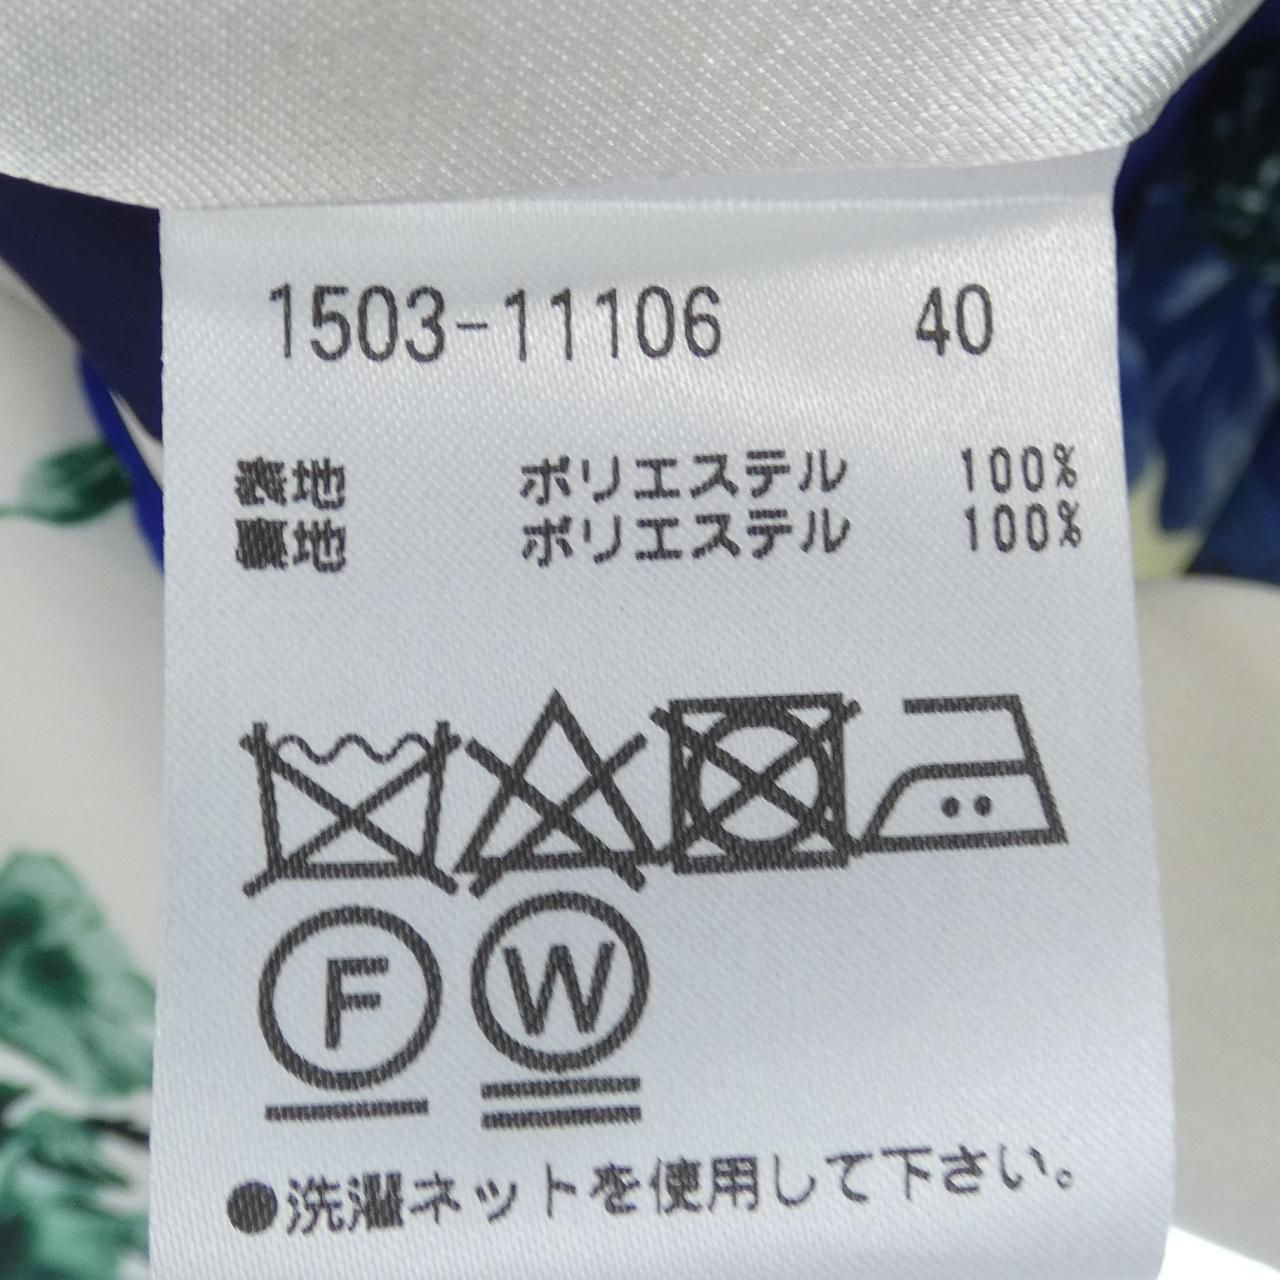 1503-11106 40
表地 ポリエステル 100%
裏地 ポリエステル 100%
F W
●洗濯ネットを使用して下さい。